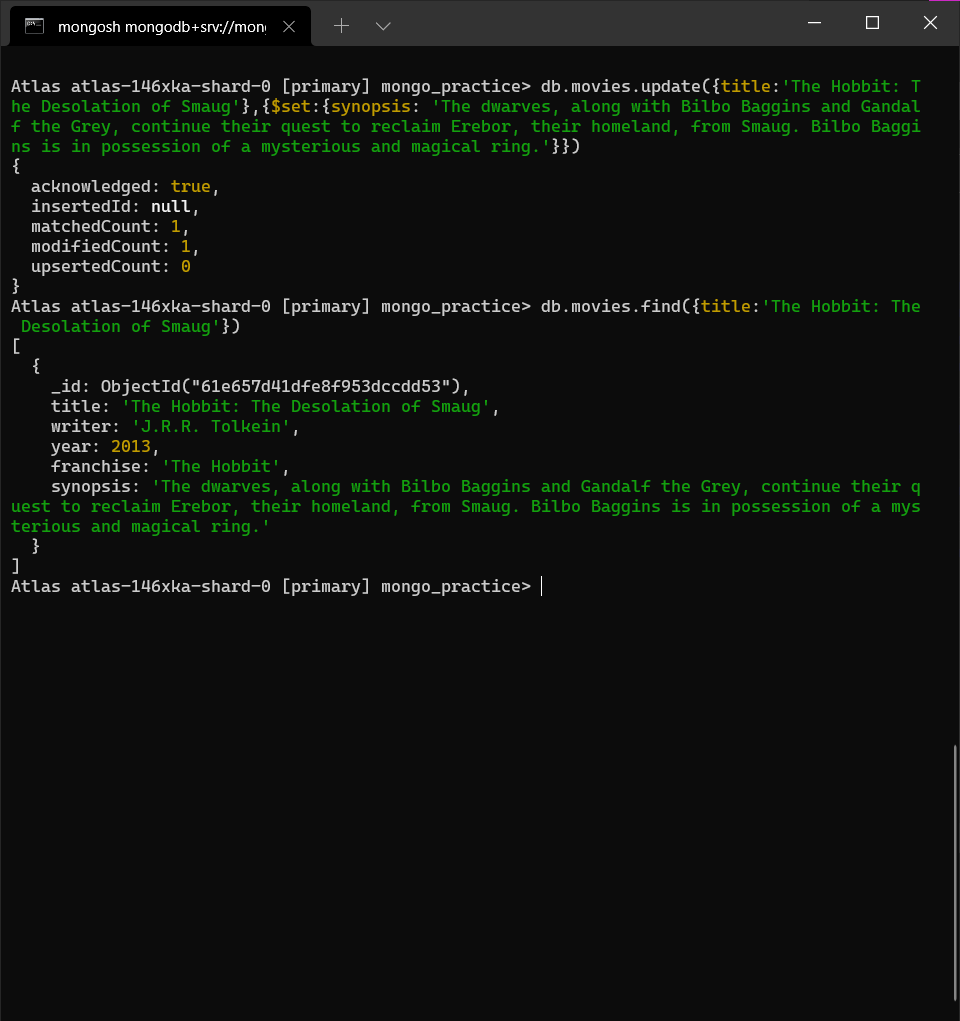 mongosh mongodb+srv://mon
Atlas atlas-146xka-shard-0 [primary] mongo_practice> db.movies.update({title:'The Hobbit: T
he Desolation of Smaug'},{$set:{synopsis: 'The dwarves, along with Bilbo Baggins and Gandal
f the Grey, continue their quest to reclaim Erebor, their homeland, from Smaug. Bilbo Baggi
ns is in possession of a mysterious and magical ring.'}})
{
  acknowledged: true,
  insertedId: null,
  matchedCount: 1,
  modifiedCount: 1,
  upsertedCount: 0
}
Atlas atlas-146xka-shard-0 [primary] mongo_practice> db.movies.find({title:'The Hobbit: The
 Desolation of Smaug'})
[
  {
    _id: ObjectId("61e657d41dfe8f953dccdd53"),
    title: 'The Hobbit: The Desolation of Smaug',
    writer: 'J.R.R. Tolkein',
    year: 2013,
    franchise: 'The Hobbit',
    synopsis: 'The dwarves, along with Bilbo Baggins and Gandalf the Grey, continue their q
uest to reclaim Erebor, their homeland, from Smaug. Bilbo Baggins is in possession of a mys
terious and magical ring.'
  }
]
Atlas atlas-146xka-shard-0 [primary] mongo_practice>